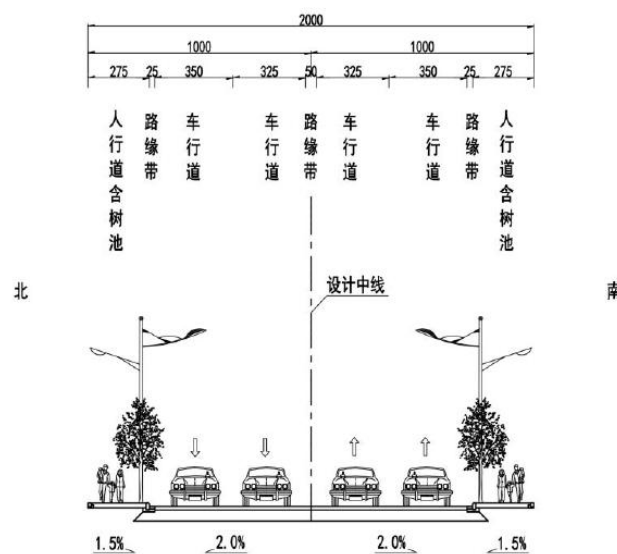 2000
1000 1000
275 25 350 325 50 325 350 25 275
人行道含树池 路缘带 车行道 车行道 路缘带 车行道 车行道 路缘带 人行道含树池
北 设计中线 南
1.5% 2.0% 2.0% 1.5%